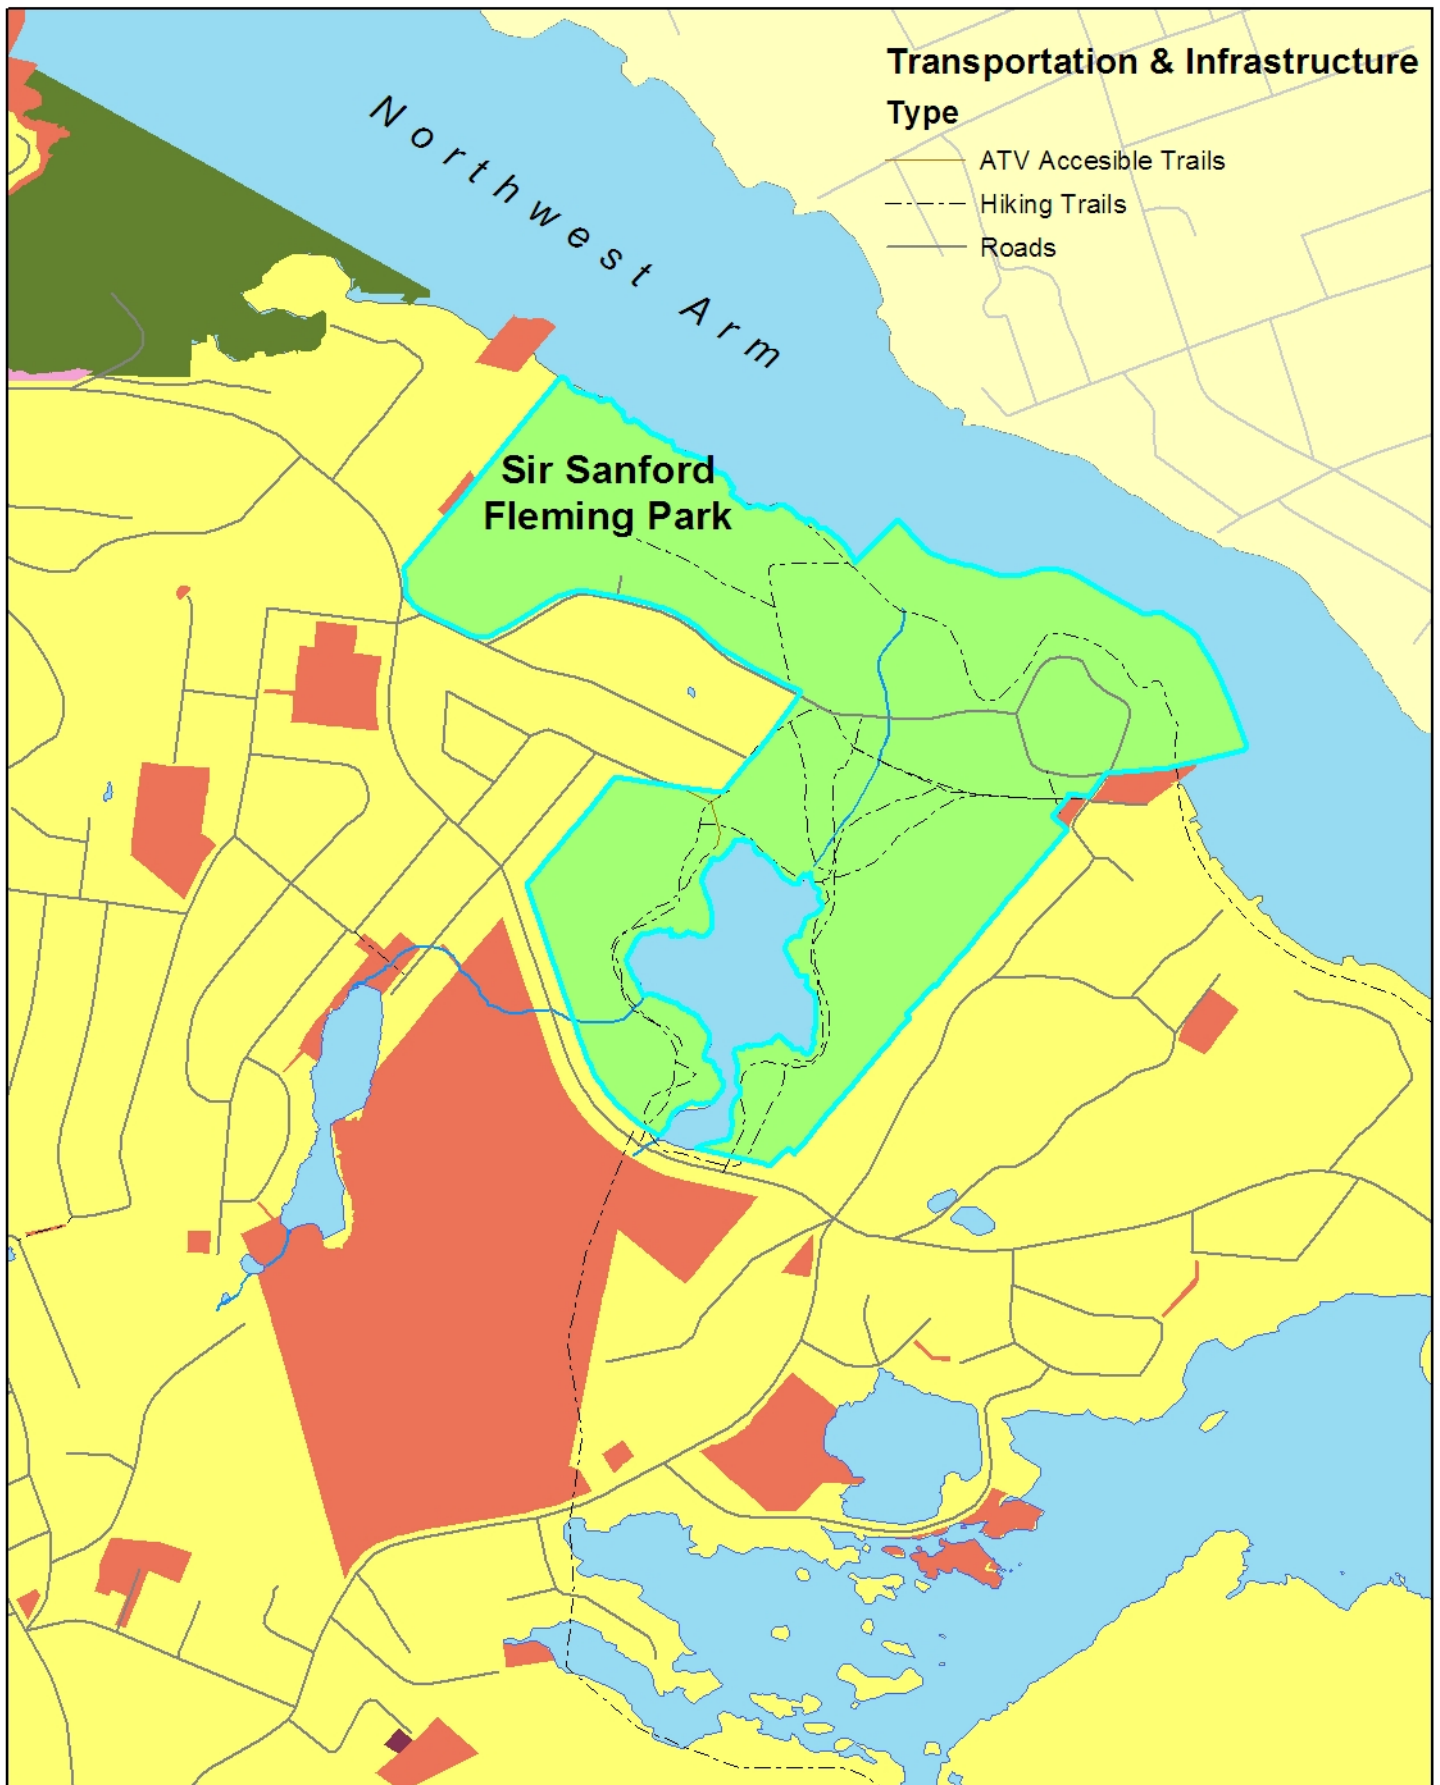 Transportation & Infrastructure
Type
ATV Accesible Trails
Hiking Trails
Roads
Northwest Arm
Sir Sanford
Fleming Park